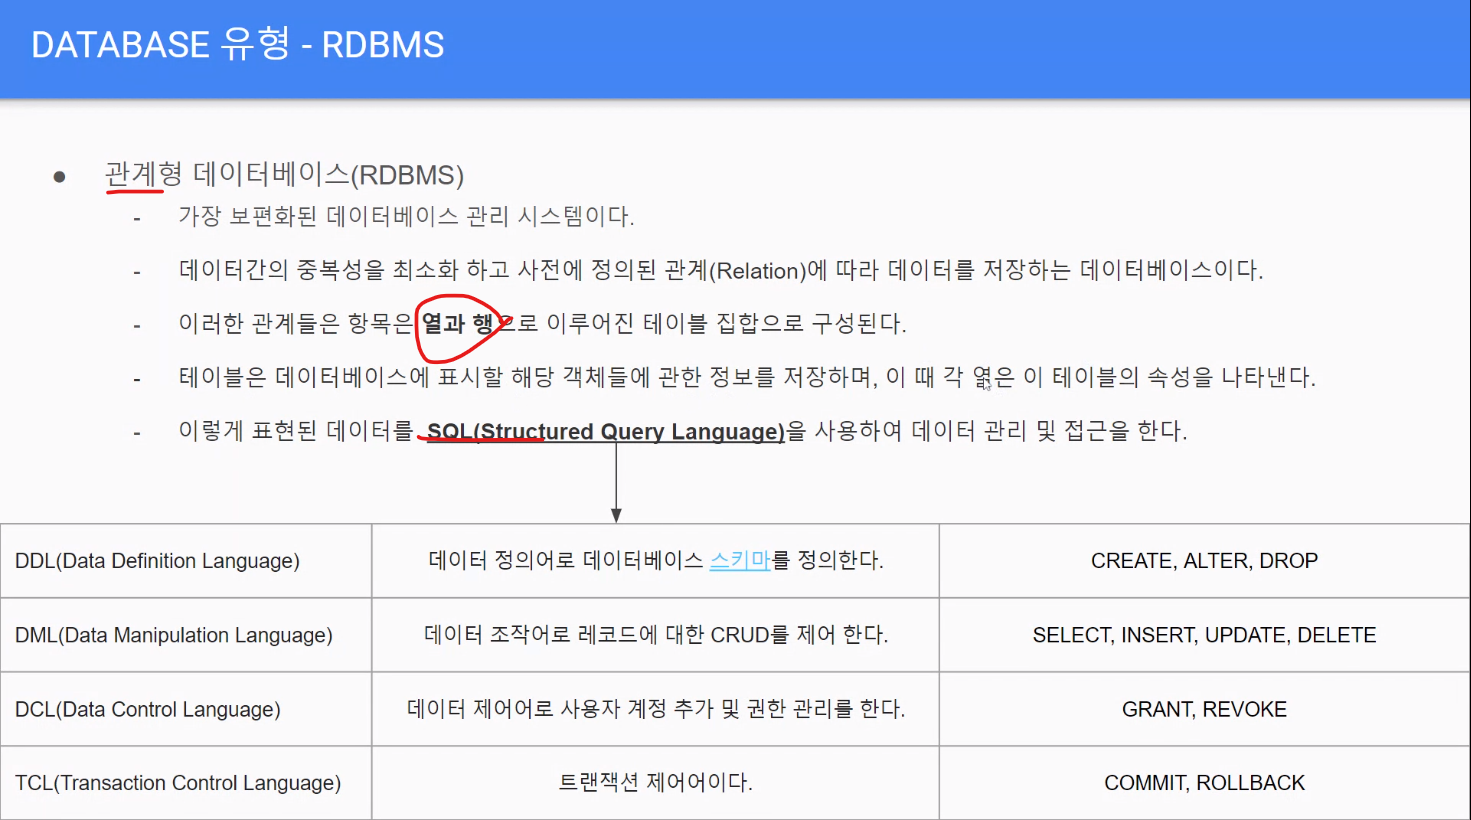 DATABASE 유형 - RDBMS
● 관계형 데이터베이스(RDBMS)
- 가장 보편화된 데이터베이스 관리 시스템이다.
- 데이터간의 중복성을 최소화 하고 사전에 정의된 관계(Relation)에 따라 데이터를 저장하는 데이터베이스이다.
- 이러한 관계들은 항목은 열과 행으로 이루어진 테이블 집합으로 구성된다.
- 테이블은 데이터베이스에 표시할 해당 객체들에 관한 정보를 저장하며, 이 때 각 열은 이 테이블의 속성을 나타낸다.
- 이렇게 표현된 데이터를 SQL(Structured Query Language)을 사용하여 데이터 관리 및 접근을 한다.
DDL(Data Definition Language) 데이터 정의어로 데이터베이스 스키마를 정의한다. CREATE, ALTER, DROP
DML(Data Manipulation Language) 데이터 조작어로 레코드에 대한 CRUD를 제어 한다. SELECT, INSERT, UPDATE, DELETE
DCL(Data Control Language) 데이터 제어어로 사용자 계정 추가 및 권한 관리를 한다. GRANT, REVOKE
TCL(Transaction Control Language) 트랜잭션 제어어이다. COMMIT, ROLLBACK